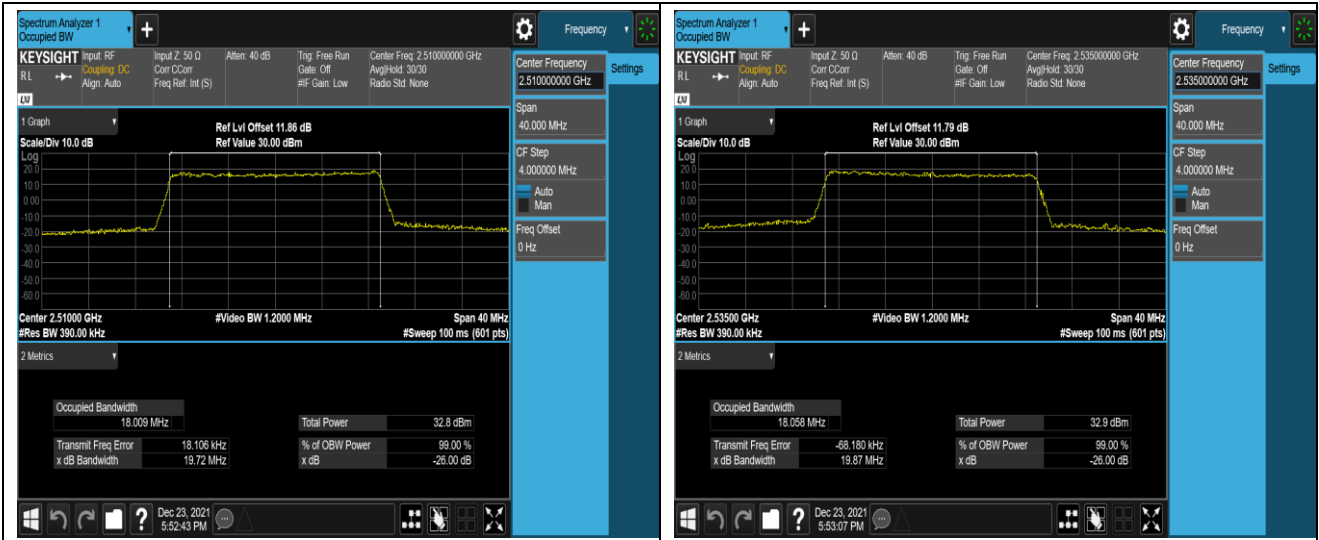 Spectrum Analyzer 1
Occupied BW
Frequency
KEYSIGHT Input: RF Input Z: 50 Ω Atten: 40 dB Trig: Free Run Center Freq: 2.510000000 GHz
RL Coupling: DC Corr CCorr Gate: Off Avg|Hold: 30/30
Align: Auto Freq Ref: Int (S) #IF Gain: Low Radio Std: None
LXI
Center Frequency
2.510000000 GHz
Settings
Span
40.000 MHz
CF Step
4.000000 MHz
Auto
Man
Freq Offset
0 Hz
1 Graph
Ref Lvl Offset 11.86 dB
Scale/Div 10.0 dB Ref Value 30.00 dBm
Log
20.0
10.0
0.00
-10.0
-20.0
-30.0
-40.0
-50.0
-60.0
Center 2.51000 GHz #Video BW 1.2000 MHz Span 40 MHz
#Res BW 390.00 kHz #Sweep 100 ms (601 pts)
2 Metrics
Occupied Bandwidth
18.009 MHz Total Power 32.8 dBm
Transmit Freq Error 18.106 kHz % of OBW Power 99.00 %
x dB Bandwidth 19.72 MHz x dB -26.00 dB
Dec 23, 2021
5:52:43 PM
Spectrum Analyzer 1
Occupied BW
Frequency
KEYSIGHT Input: RF Input Z: 50 Ω Atten: 40 dB Trig: Free Run Center Freq: 2.535000000 GHz
RL Coupling: DC Corr CCorr Gate: Off Avg|Hold: 30/30
Align: Auto Freq Ref: Int (S) #IF Gain: Low Radio Std: None
LXI
Center Frequency
2.535000000 GHz
Settings
Span
40.000 MHz
CF Step
4.000000 MHz
Auto
Man
Freq Offset
0 Hz
1 Graph
Ref Lvl Offset 11.79 dB
Scale/Div 10.0 dB Ref Value 30.00 dBm
Log
20.0
10.0
0.00
-10.0
-20.0
-30.0
-40.0
-50.0
-60.0
Center 2.53500 GHz #Video BW 1.2000 MHz Span 40 MHz
#Res BW 390.00 kHz #Sweep 100 ms (601 pts)
2 Metrics
Occupied Bandwidth
18.058 MHz Total Power 32.9 dBm
Transmit Freq Error -68.180 kHz % of OBW Power 99.00 %
x dB Bandwidth 19.87 MHz x dB -26.00 dB
Dec 23, 2021
5:53:07 PM